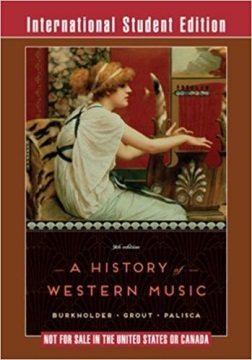 International Student Edition
9th edition
A HISTORY of
WESTERN MUSIC
BURKHOLDER • GROUT • PALISCA
NOT FOR SALE IN THE UNITED STATES OR CANADA